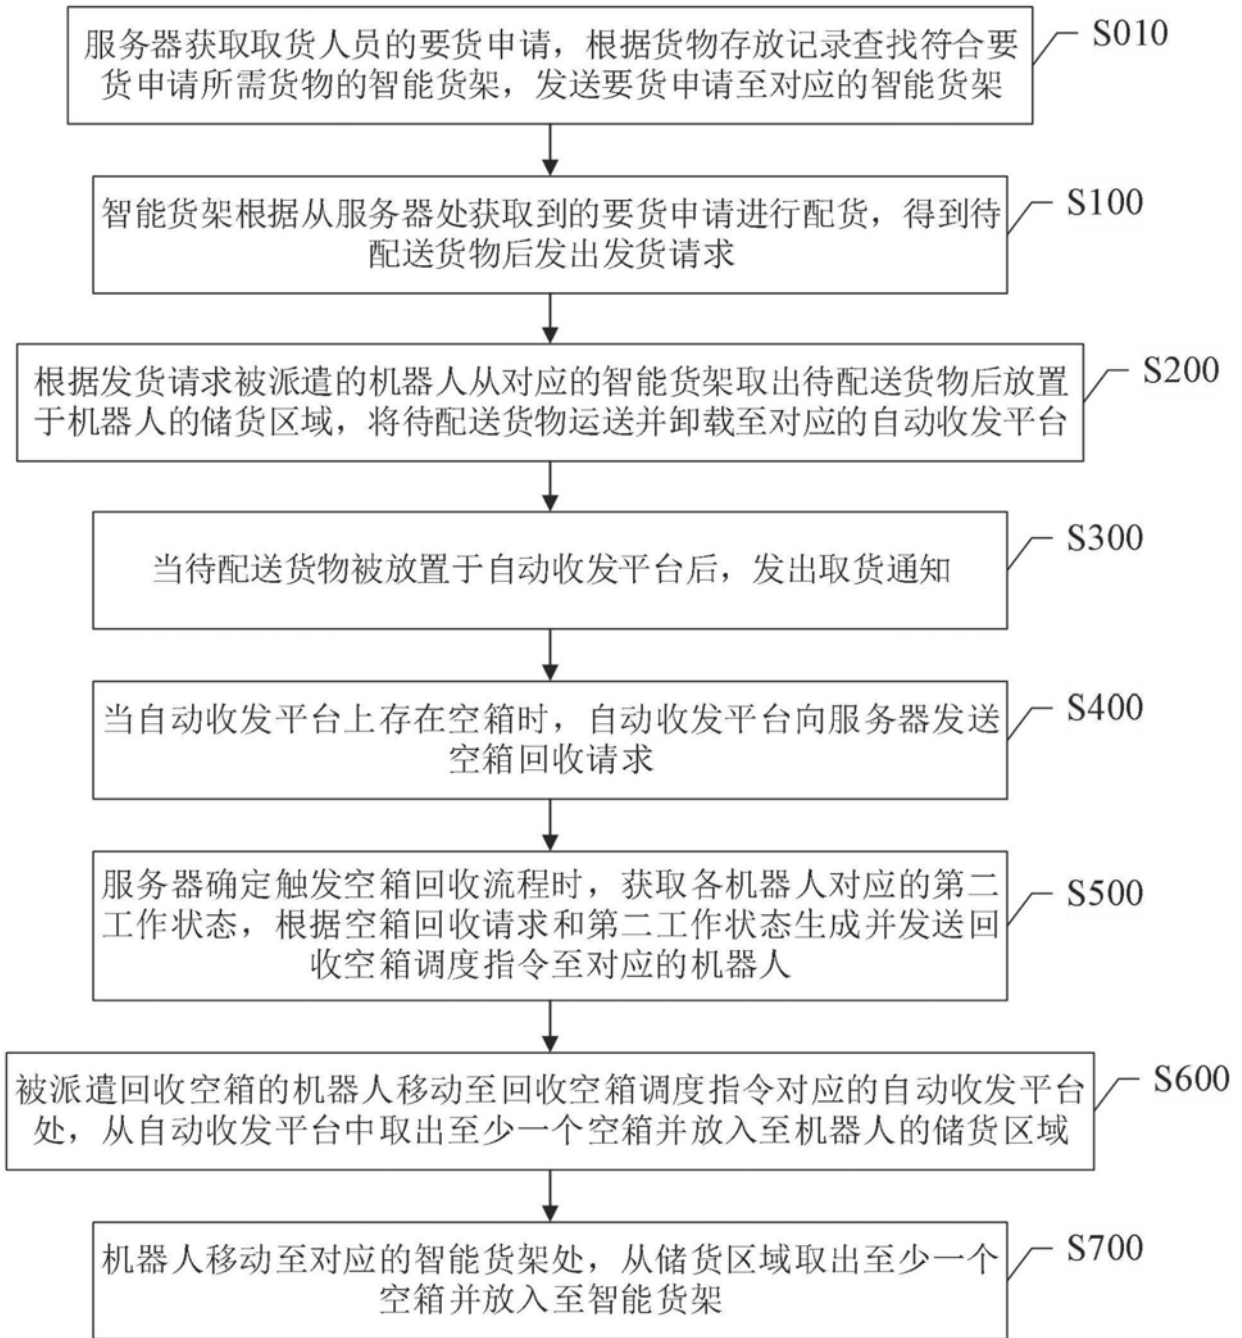 服务器获取取货人员的要货申请，根据货物存放记录查找符合要
货申请所需货物的智能货架，发送要货申请至对应的智能货架
S010
智能货架根据从服务器处获取到的要货申请进行配货，得到待
配送货物后发出发货请求
S100
根据发货请求被派遣的机器人从对应的智能货架取出待配送货物后放置
于机器人的储货区域，将待配送货物运送并卸载至对应的自动收发平台
S200
当待配送货物被放置于自动收发平台后，发出取货通知
S300
当自动收发平台上存在空箱时，自动收发平台向服务器发送
空箱回收请求
S400
服务器确定触发空箱回收流程时，获取各机器人对应的第二
工作状态，根据空箱回收请求和第二工作状态生成并发送回
收空箱调度指令至对应的机器人
S500
被派遣回收空箱的机器人移动至回收空箱调度指令对应的自动收发平台
处，从自动收发平台中取出至少一个空箱并放入至机器人的储货区域
S600
机器人移动至对应的智能货架处，从储货区域取出至少一个
空箱并放入至智能货架
S700